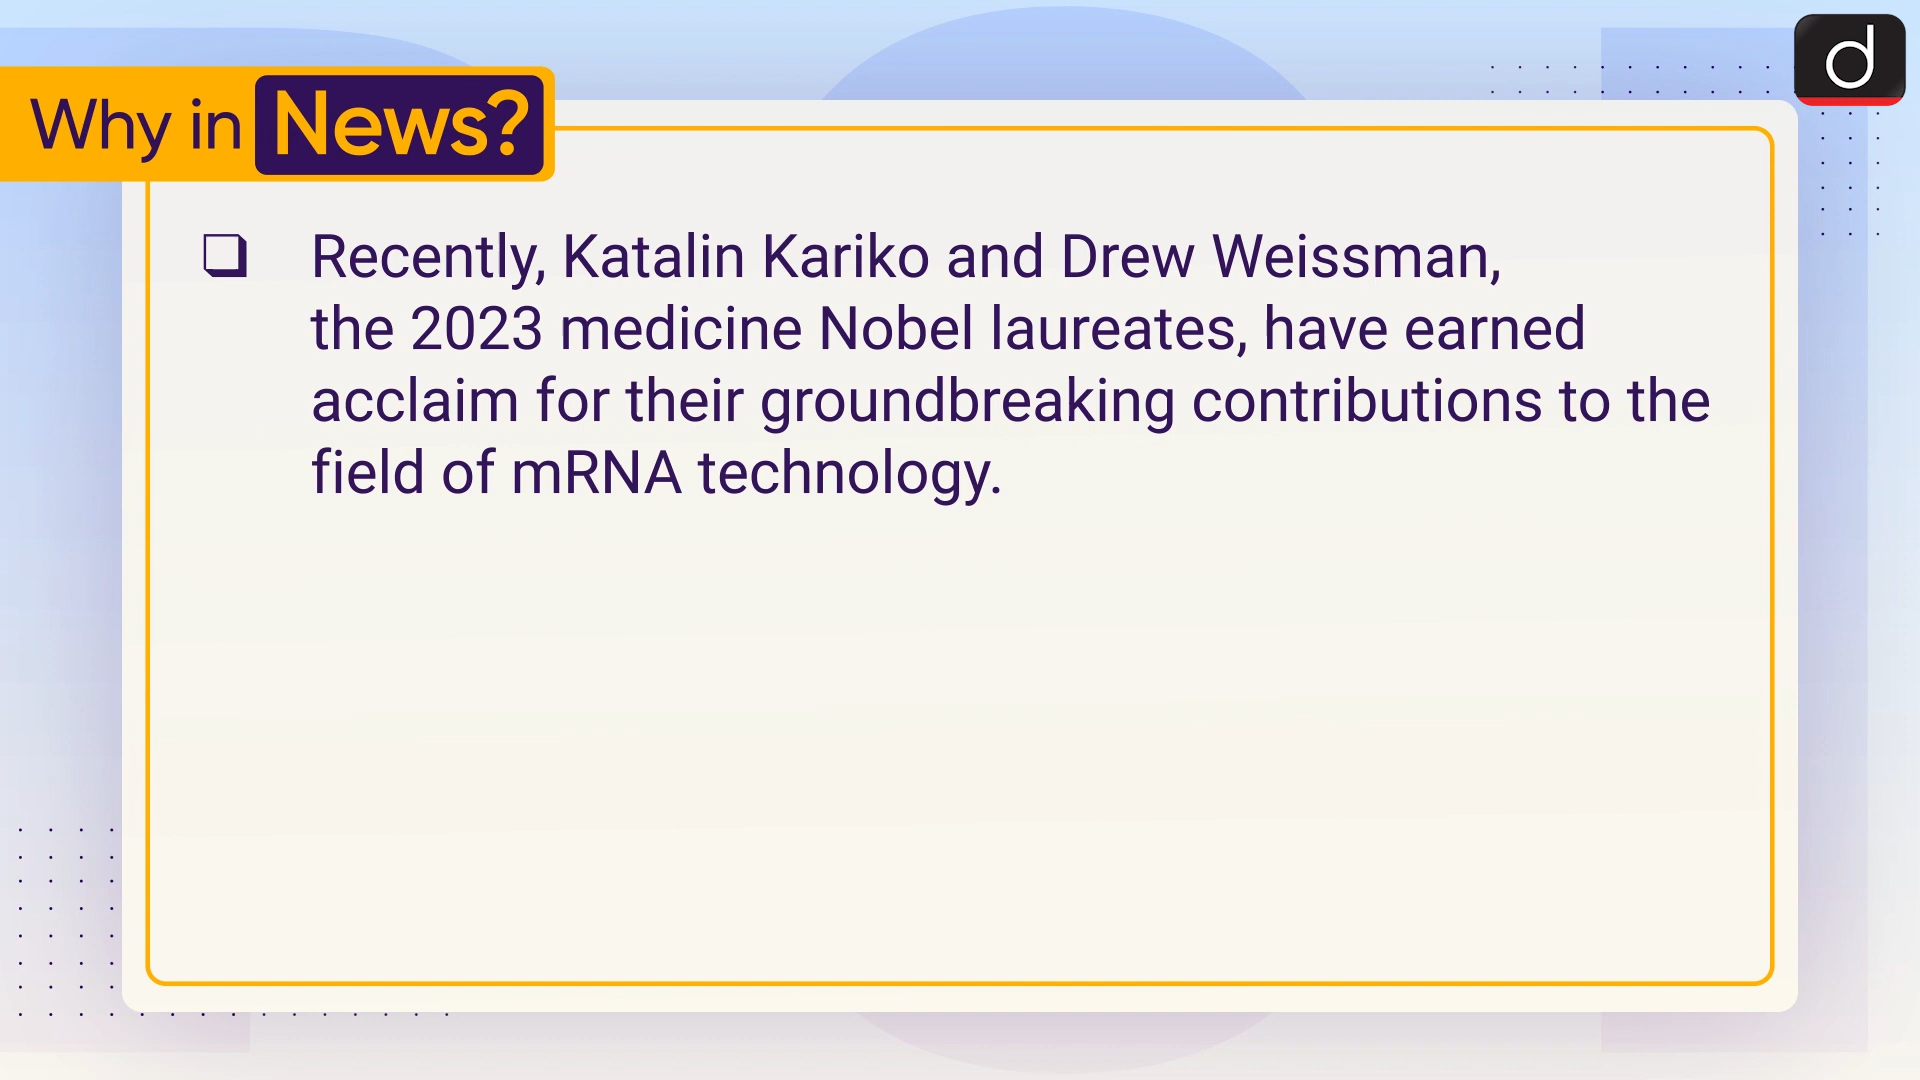 Why in News?
❑ Recently, Katalin Kariko and Drew Weissman,
the 2023 medicine Nobel laureates, have earned
acclaim for their groundbreaking contributions to the
field of mRNA technology.
d